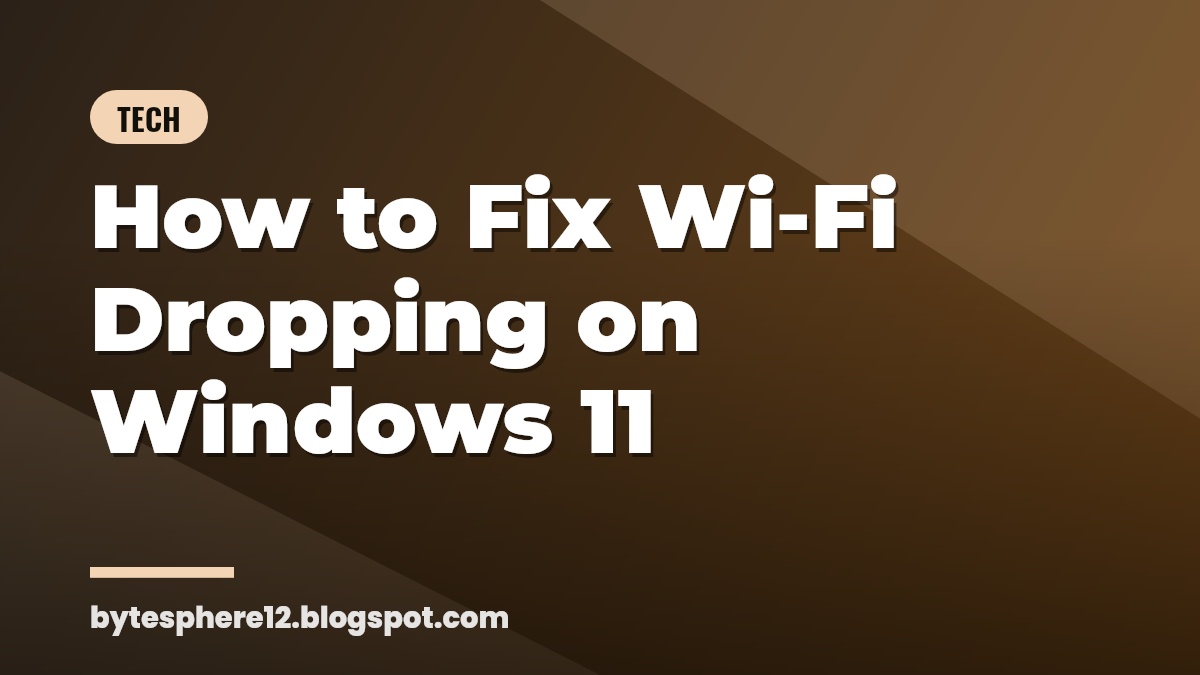 TECH
How to Fix Wi-Fi
Dropping on
Windows 11
bytesphere12.blogspot.com